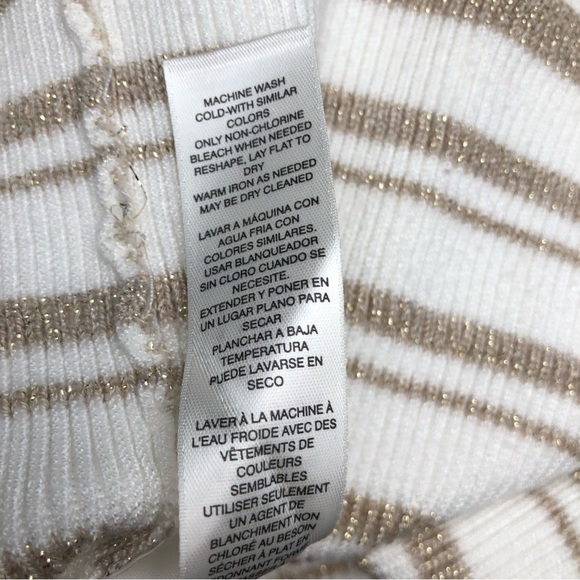 MACHINE WASH
COLD-WITH SIMILAR
COLORS
ONLY NON-CHLORINE
BLEACH WHEN NEEDED
RESHAPE, LAY FLAT TO
DRY
WARM IRON AS NEEDED
MAY BE DRY CLEANED
LAVAR A MÁQUINA CON
AGUA FRIA CON
COLORES SIMILARES.
USAR BLANQUEADOR
SIN CLORO CUANDO SE
NECESITE.
EXTENDER Y PONER EN
UN LUGAR PLANO PARA
SECAR
PLANCHAR A BAJA
TEMPERATURA
PUEDE LAVARSE EN
SECO
LAVER À LA MACHINE À
L'EAU FROIDE AVEC DES
VÊTEMENTS DE
COULEURS
SEMBLABLES
UTILISER SEULEMENT
UN AGENT DE
BLANCHIMENT NON
CHLORÉ AU BESOIN
SÉCHER À PLAT EN